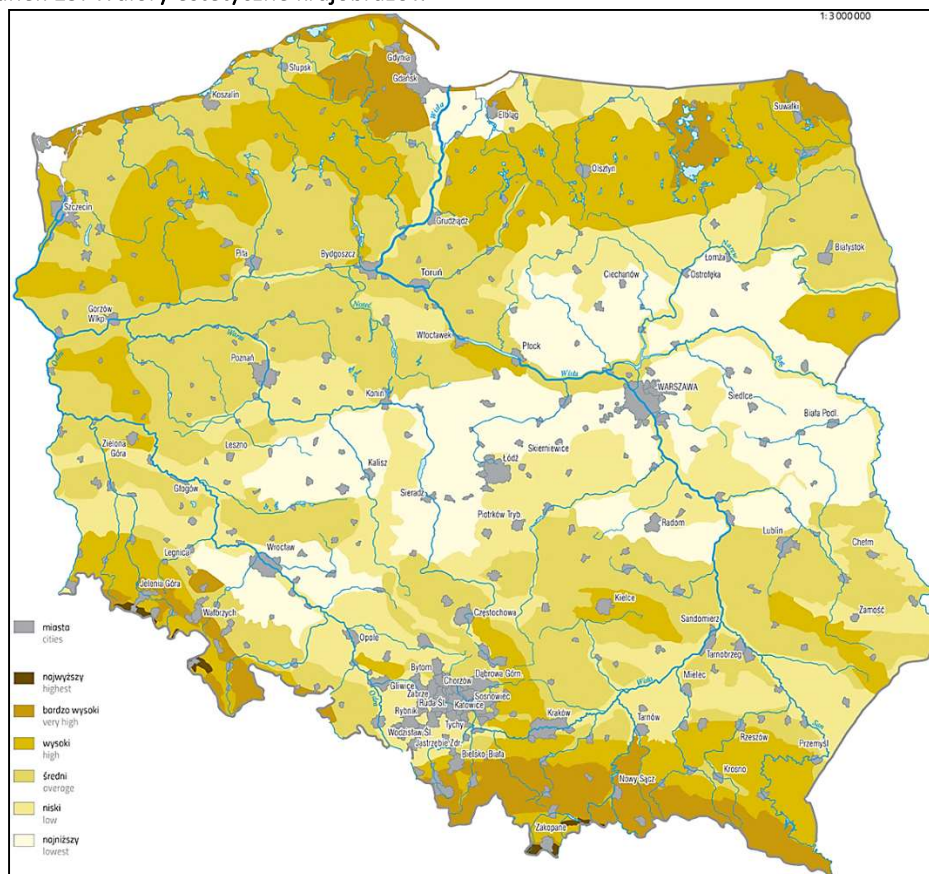 1:3 000 000
Gdynia
Gdańsk
Słupsk
Koszalin
Elbląg
Suwałki
Wisła
Olsztyn
Szczecin
Grudziądz
Piła
Bydgoszcz
Toruń
Białystok
Łomża
Ostrołęka
Narew
Ciechanów
Gorzów
Wlkp.
Noteć
Włocławek
Płock
Warta
Poznań
Odra
Wisła
Bug
Konin
WARSZAWA
Siedlce
Biała Podl.
Zielona
Góra
Leszno
Kalisz
Skierniewice
Łódź
Sieradz
Głogów
Piotrków Tryb.
Radom
Lublin
Chełm
Legnica
Wrocław
Jelenia Góra
Wałbrzych
Kielce
Zamość
Częstochowa
Sandomierz
Opole
Tarnobrzeg
Bytom
Dąbrowa Górn.
Gliwice
Chorzów
Zabrze
Sosnowiec
Ruda Śl.
Katowice
Mielec
Odra
Wisła
San
Rybnik
Tychy
Kraków
Tarnów
Rzeszów
Wodzisław Śl.
Jastrzębie Zdr.
Przemyśl
Bielsko-Biała
Krosno
Nowy Sącz
Zakopane
miasta
cities
najwyższy
highest
bardzo wysoki
very high
wysoki
high
średni
average
niski
low
najniższy
lowest